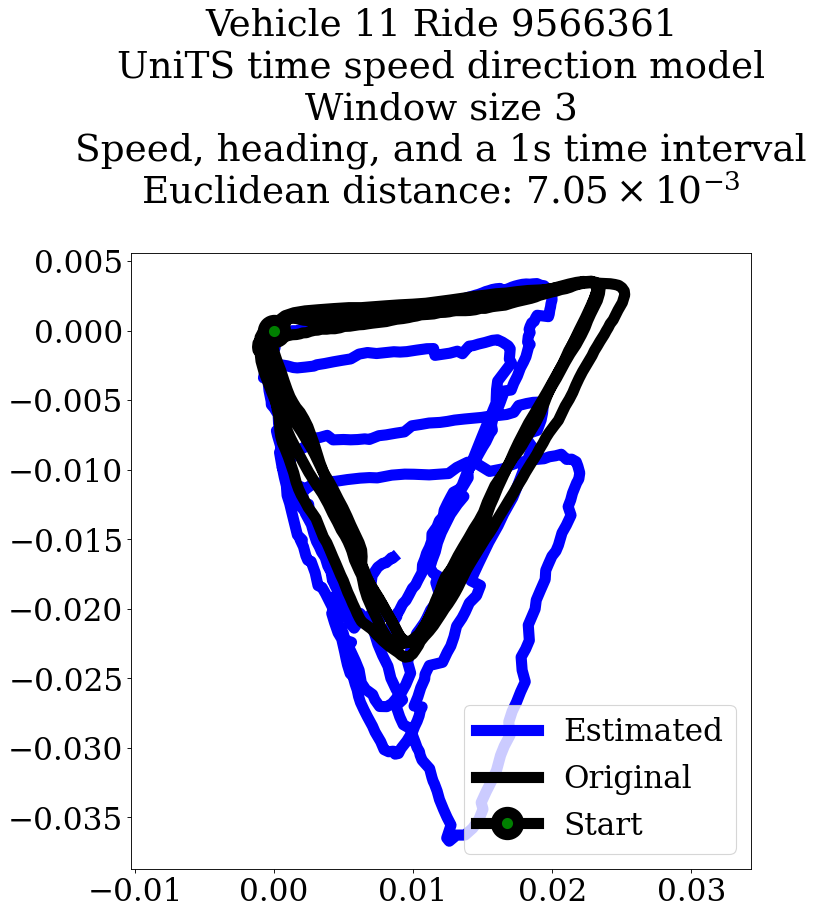 Vehicle 11 Ride 9566361
UniTS time speed direction model
Window size 3
Speed, heading, and a 1s time interval
Euclidean distance: 7.05 × 10⁻³
0.005
0.000
−0.005
−0.010
−0.015
−0.020
−0.025
−0.030
−0.035
Estimated
Original
Start
−0.01
0.00
0.01
0.02
0.03